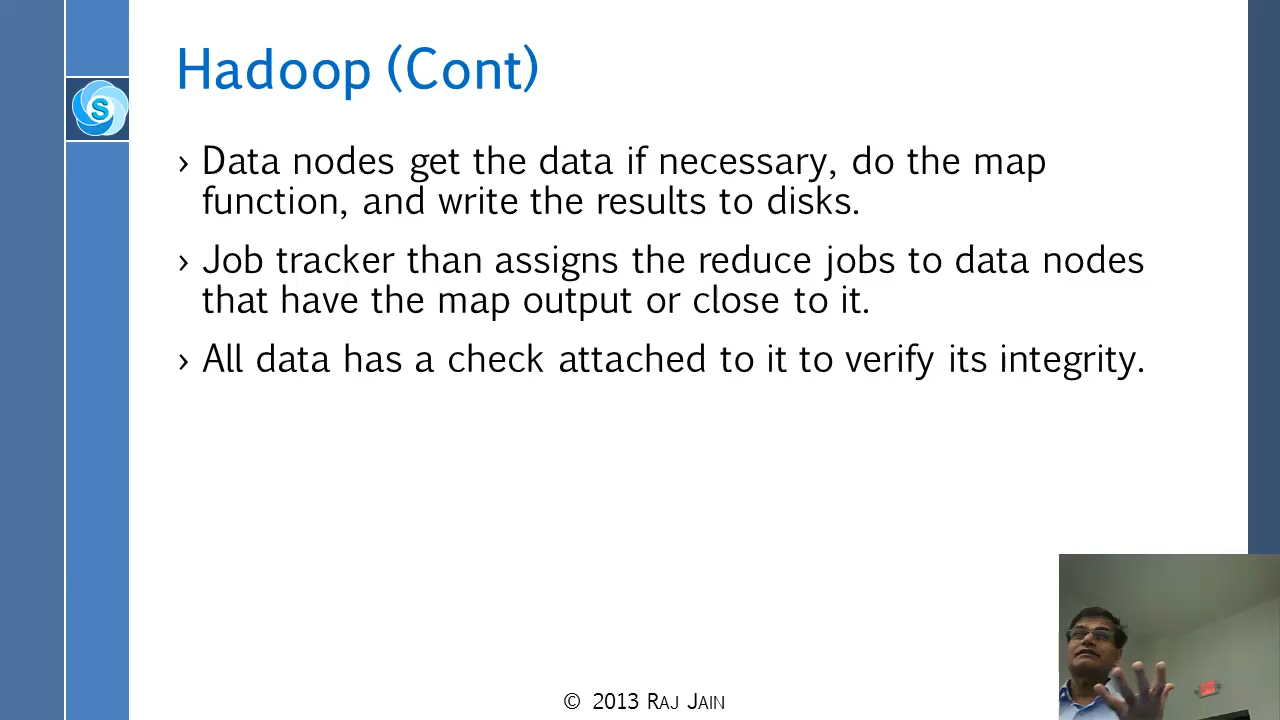 Hadoop (Cont)
S
› Data nodes get the data if necessary, do the map
function, and write the results to disks.
› Job tracker than assigns the reduce jobs to data nodes
that have the map output or close to it.
› All data has a check attached to it to verify its integrity.
© 2013 RAJ JAIN